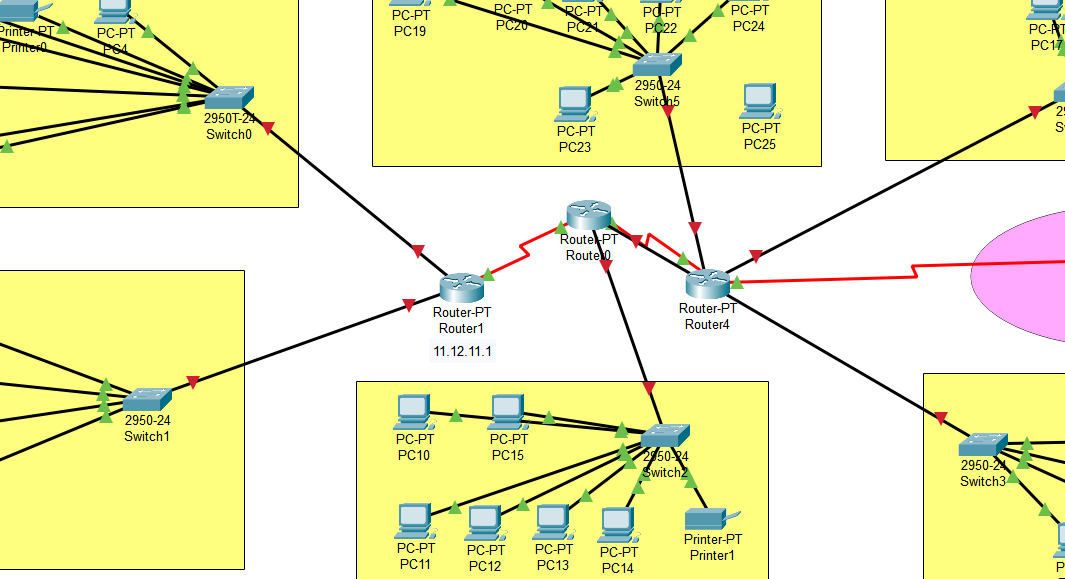 Printer-PT
Printer0
PC-PT
PC4
2950T-24
Switch0
PC-PT
PC19
PC-PT
PC20
PC-PT
PC21
PC-PT
PC22
PC-PT
PC24
2950-24
Switch5
PC-PT
PC23
PC-PT
PC25
PC-PT
PC17
Router-PT
Router0
Router-PT
Router1
11.12.11.1
Router-PT
Router4
2950-24
Switch1
PC-PT
PC10
PC-PT
PC15
2950-24
Switch2
PC-PT
PC11
PC-PT
PC12
PC-PT
PC13
PC-PT
PC14
Printer-PT
Printer1
2950-24
Switch3